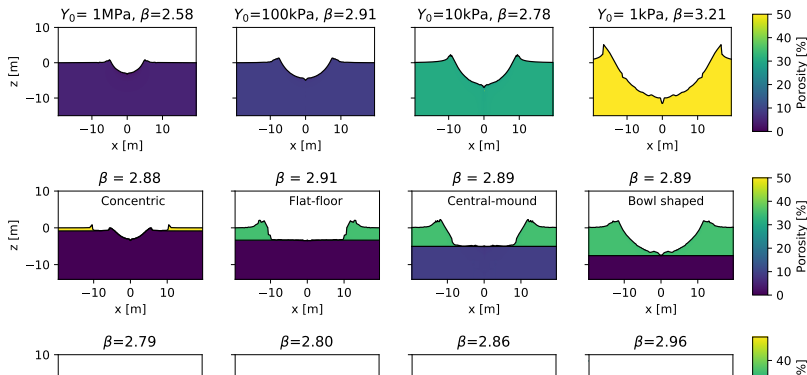 Y₀= 1MPa, β=2.58
Y₀=100kPa, β=2.91
Y₀=10kPa, β=2.78
Y₀= 1kPa, β=3.21
10
0
−10
z [m]
−10 0 10
x [m]
−10 0 10
x [m]
−10 0 10
x [m]
−10 0 10
x [m]
50
40
30
20
10
0
Porosity [%]
β = 2.88
β = 2.91
β = 2.89
β = 2.89
Concentric
Flat-floor
Central-mound
Bowl shaped
10
0
−10
z [m]
−10 0 10
x [m]
−10 0 10
x [m]
−10 0 10
x [m]
−10 0 10
x [m]
50
40
30
20
10
0
Porosity [%]
β=2.79
β=2.80
β=2.86
β=2.96
10
40